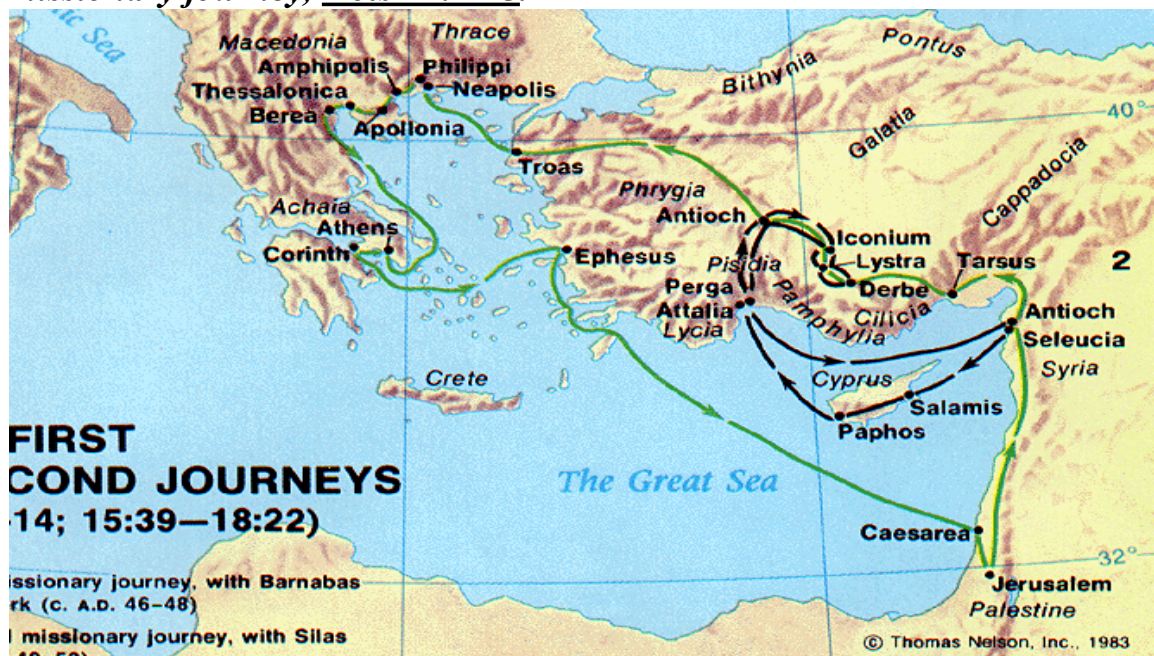 Macedonia
Thrace
Pontus
Amphipolis
Philippi
Bithynia
Thessalonica
Neapolis
Berea
Apollonia
40°
Galatia
Troas
Cappadocia
Phrygia
Achaia
Antioch
Athens
Iconium
Corinth
Ephesus
Pisidia
Lystra
Tarsus
2
Perga
Derbe
Attalia
Pamphylia
Cilicia
Antioch
Lycia
Seleucia
Crete
Cyprus
Syria
Salamis
Paphos
FIRST
COND JOURNEYS
The Great Sea
-14; 15:39—18:22)
Caesarea
32°
issionary journey, with Barnabas
Jerusalem
rk (c. A.D. 46–48)
Palestine
l missionary journey, with Silas
© Thomas Nelson, Inc., 1983